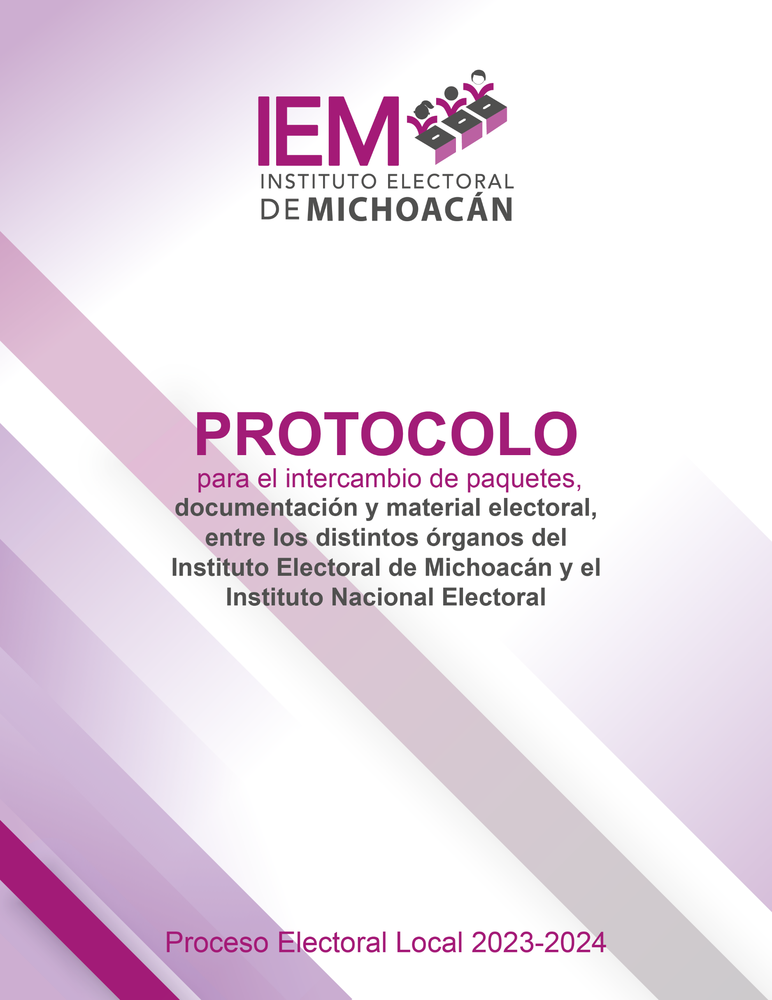 IEM
INSTITUTO ELECTORAL
DE MICHOACÁN
PROTOCOLO
para el intercambio de paquetes,
documentación y material electoral,
entre los distintos órganos del
Instituto Electoral de Michoacán y el
Instituto Nacional Electoral
Proceso Electoral Local 2023-2024